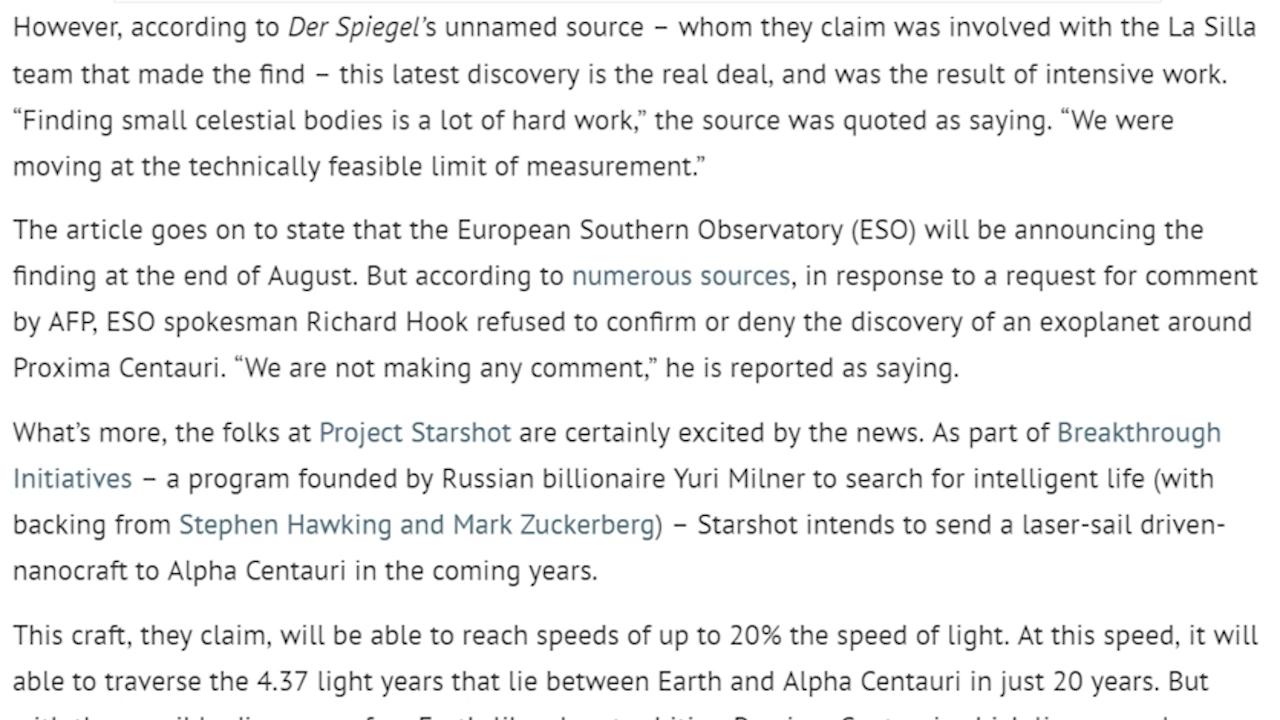 However, according to Der Spiegel’s unnamed source – whom they claim was involved with the La Silla
team that made the find – this latest discovery is the real deal, and was the result of intensive work.
“Finding small celestial bodies is a lot of hard work,” the source was quoted as saying. “We were
moving at the technically feasible limit of measurement.”
The article goes on to state that the European Southern Observatory (ESO) will be announcing the
finding at the end of August. But according to numerous sources, in response to a request for comment
by AFP, ESO spokesman Richard Hook refused to confirm or deny the discovery of an exoplanet around
Proxima Centauri. “We are not making any comment,” he is reported as saying.
What’s more, the folks at Project Starshot are certainly excited by the news. As part of Breakthrough
Initiatives – a program founded by Russian billionaire Yuri Milner to search for intelligent life (with
backing from Stephen Hawking and Mark Zuckerberg) – Starshot intends to send a laser-sail driven-
nanocraft to Alpha Centauri in the coming years.
This craft, they claim, will be able to reach speeds of up to 20% the speed of light. At this speed, it will
able to traverse the 4.37 light years that lie between Earth and Alpha Centauri in just 20 years. But